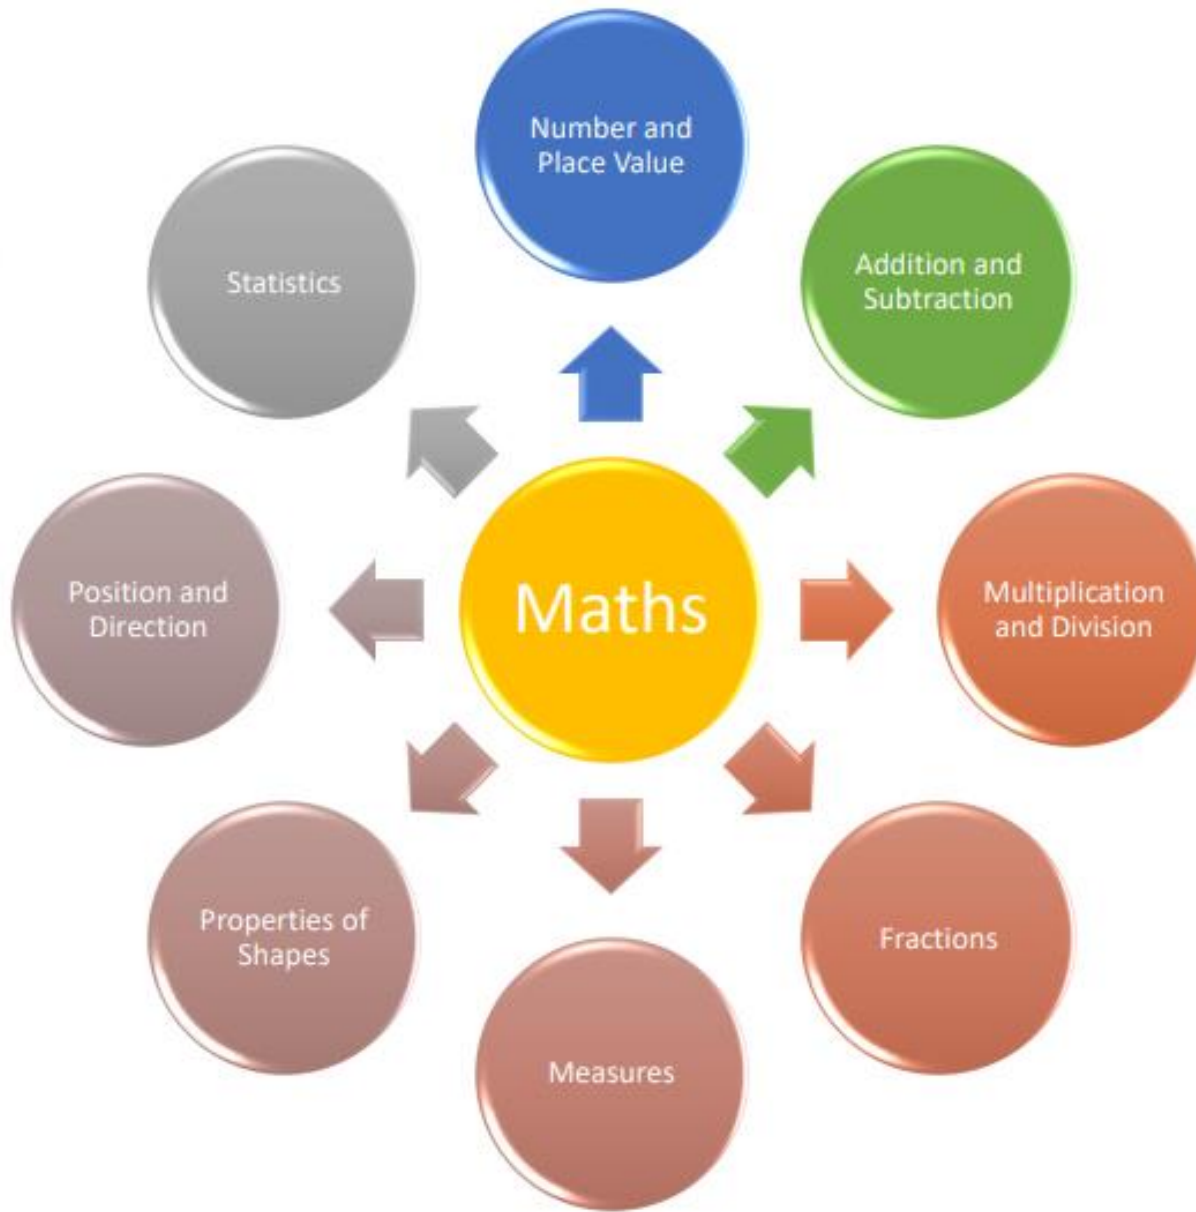 Number and
Place Value
Addition and
Subtraction
Multiplication
and Division
Fractions
Measures
Properties of
Shapes
Position and
Direction
Statistics
Maths